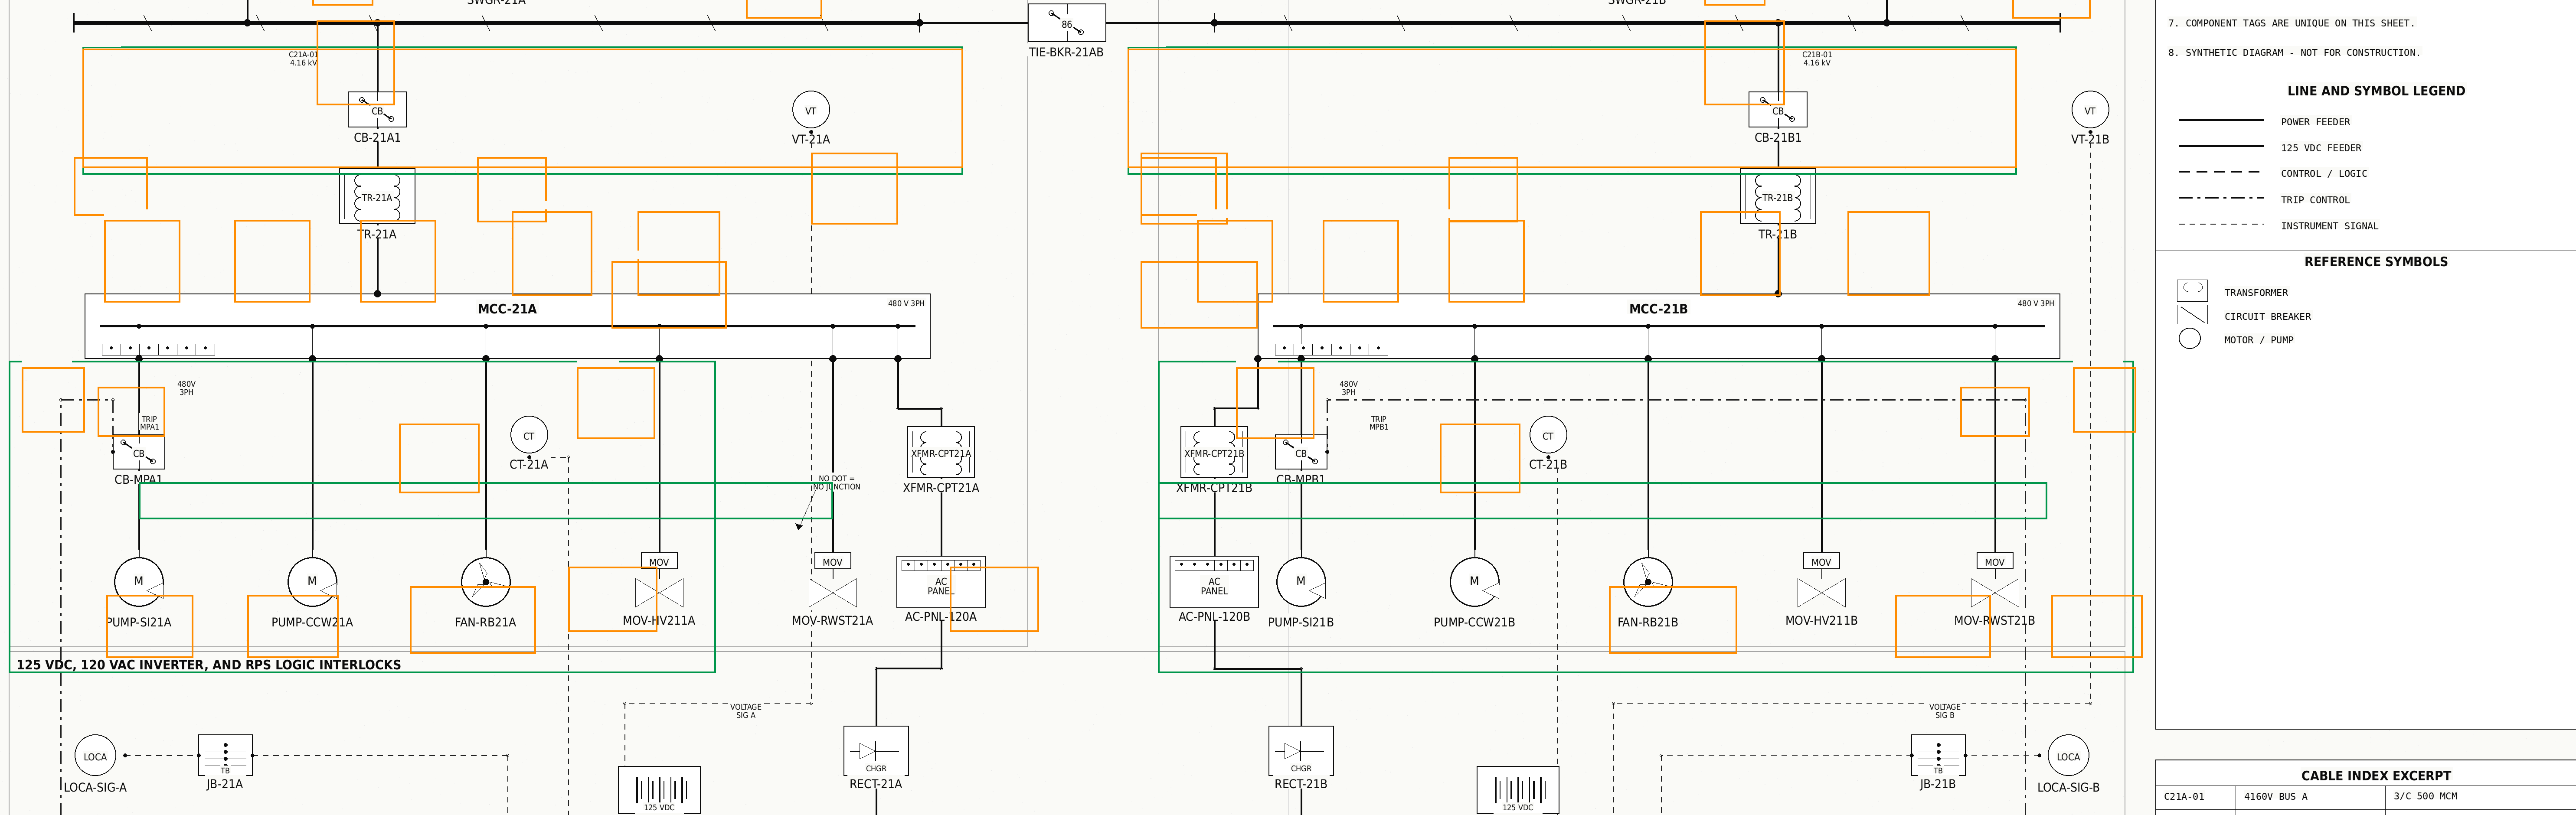 SWGR-21A
SWGR-21B
86
TIE-BKR-21AB
C21A-01
4.16 kV
CB
CB-21A1
VT
VT-21A
TR-21A
TR-21A
C21B-01
4.16 kV
CB
CB-21B1
VT
VT-21B
TR-21B
TR-21B
MCC-21A
480 V 3PH
MCC-21B
480 V 3PH
480V
3PH
TRIP
MPA1
CB
CB-MPA1
CT
CT-21A
NO DOT =
NO JUNCTION
XFMR-CPT21A
XFMR-CPT21A
XFMR-CPT21B
XFMR-CPT21B
480V
3PH
TRIP
MPB1
CB
CB-MPB1
CT
CT-21B
M
PUMP-SI21A
M
PUMP-CCW21A
FAN-RB21A
MOV
MOV-HV211A
MOV
MOV-RWST21A
AC
PANEL
AC-PNL-120A
AC
PANEL
AC-PNL-120B
M
PUMP-SI21B
M
PUMP-CCW21B
FAN-RB21B
MOV
MOV-HV211B
MOV
MOV-RWST21B
125 VDC, 120 VAC INVERTER, AND RPS LOGIC INTERLOCKS
VOLTAGE
SIG A
VOLTAGE
SIG B
LOCA
LOCA-SIG-A
TB
JB-21A
125 VDC
CHGR
RECT-21A
CHGR
RECT-21B
125 VDC
TB
JB-21B
LOCA
LOCA-SIG-B
7. COMPONENT TAGS ARE UNIQUE ON THIS SHEET.
8. SYNTHETIC DIAGRAM - NOT FOR CONSTRUCTION.
LINE AND SYMBOL LEGEND
POWER FEEDER
125 VDC FEEDER
CONTROL / LOGIC
TRIP CONTROL
INSTRUMENT SIGNAL
REFERENCE SYMBOLS
TRANSFORMER
CIRCUIT BREAKER
MOTOR / PUMP
CABLE INDEX EXCERPT
C21A-01 4160V BUS A 3/C 500 MCM